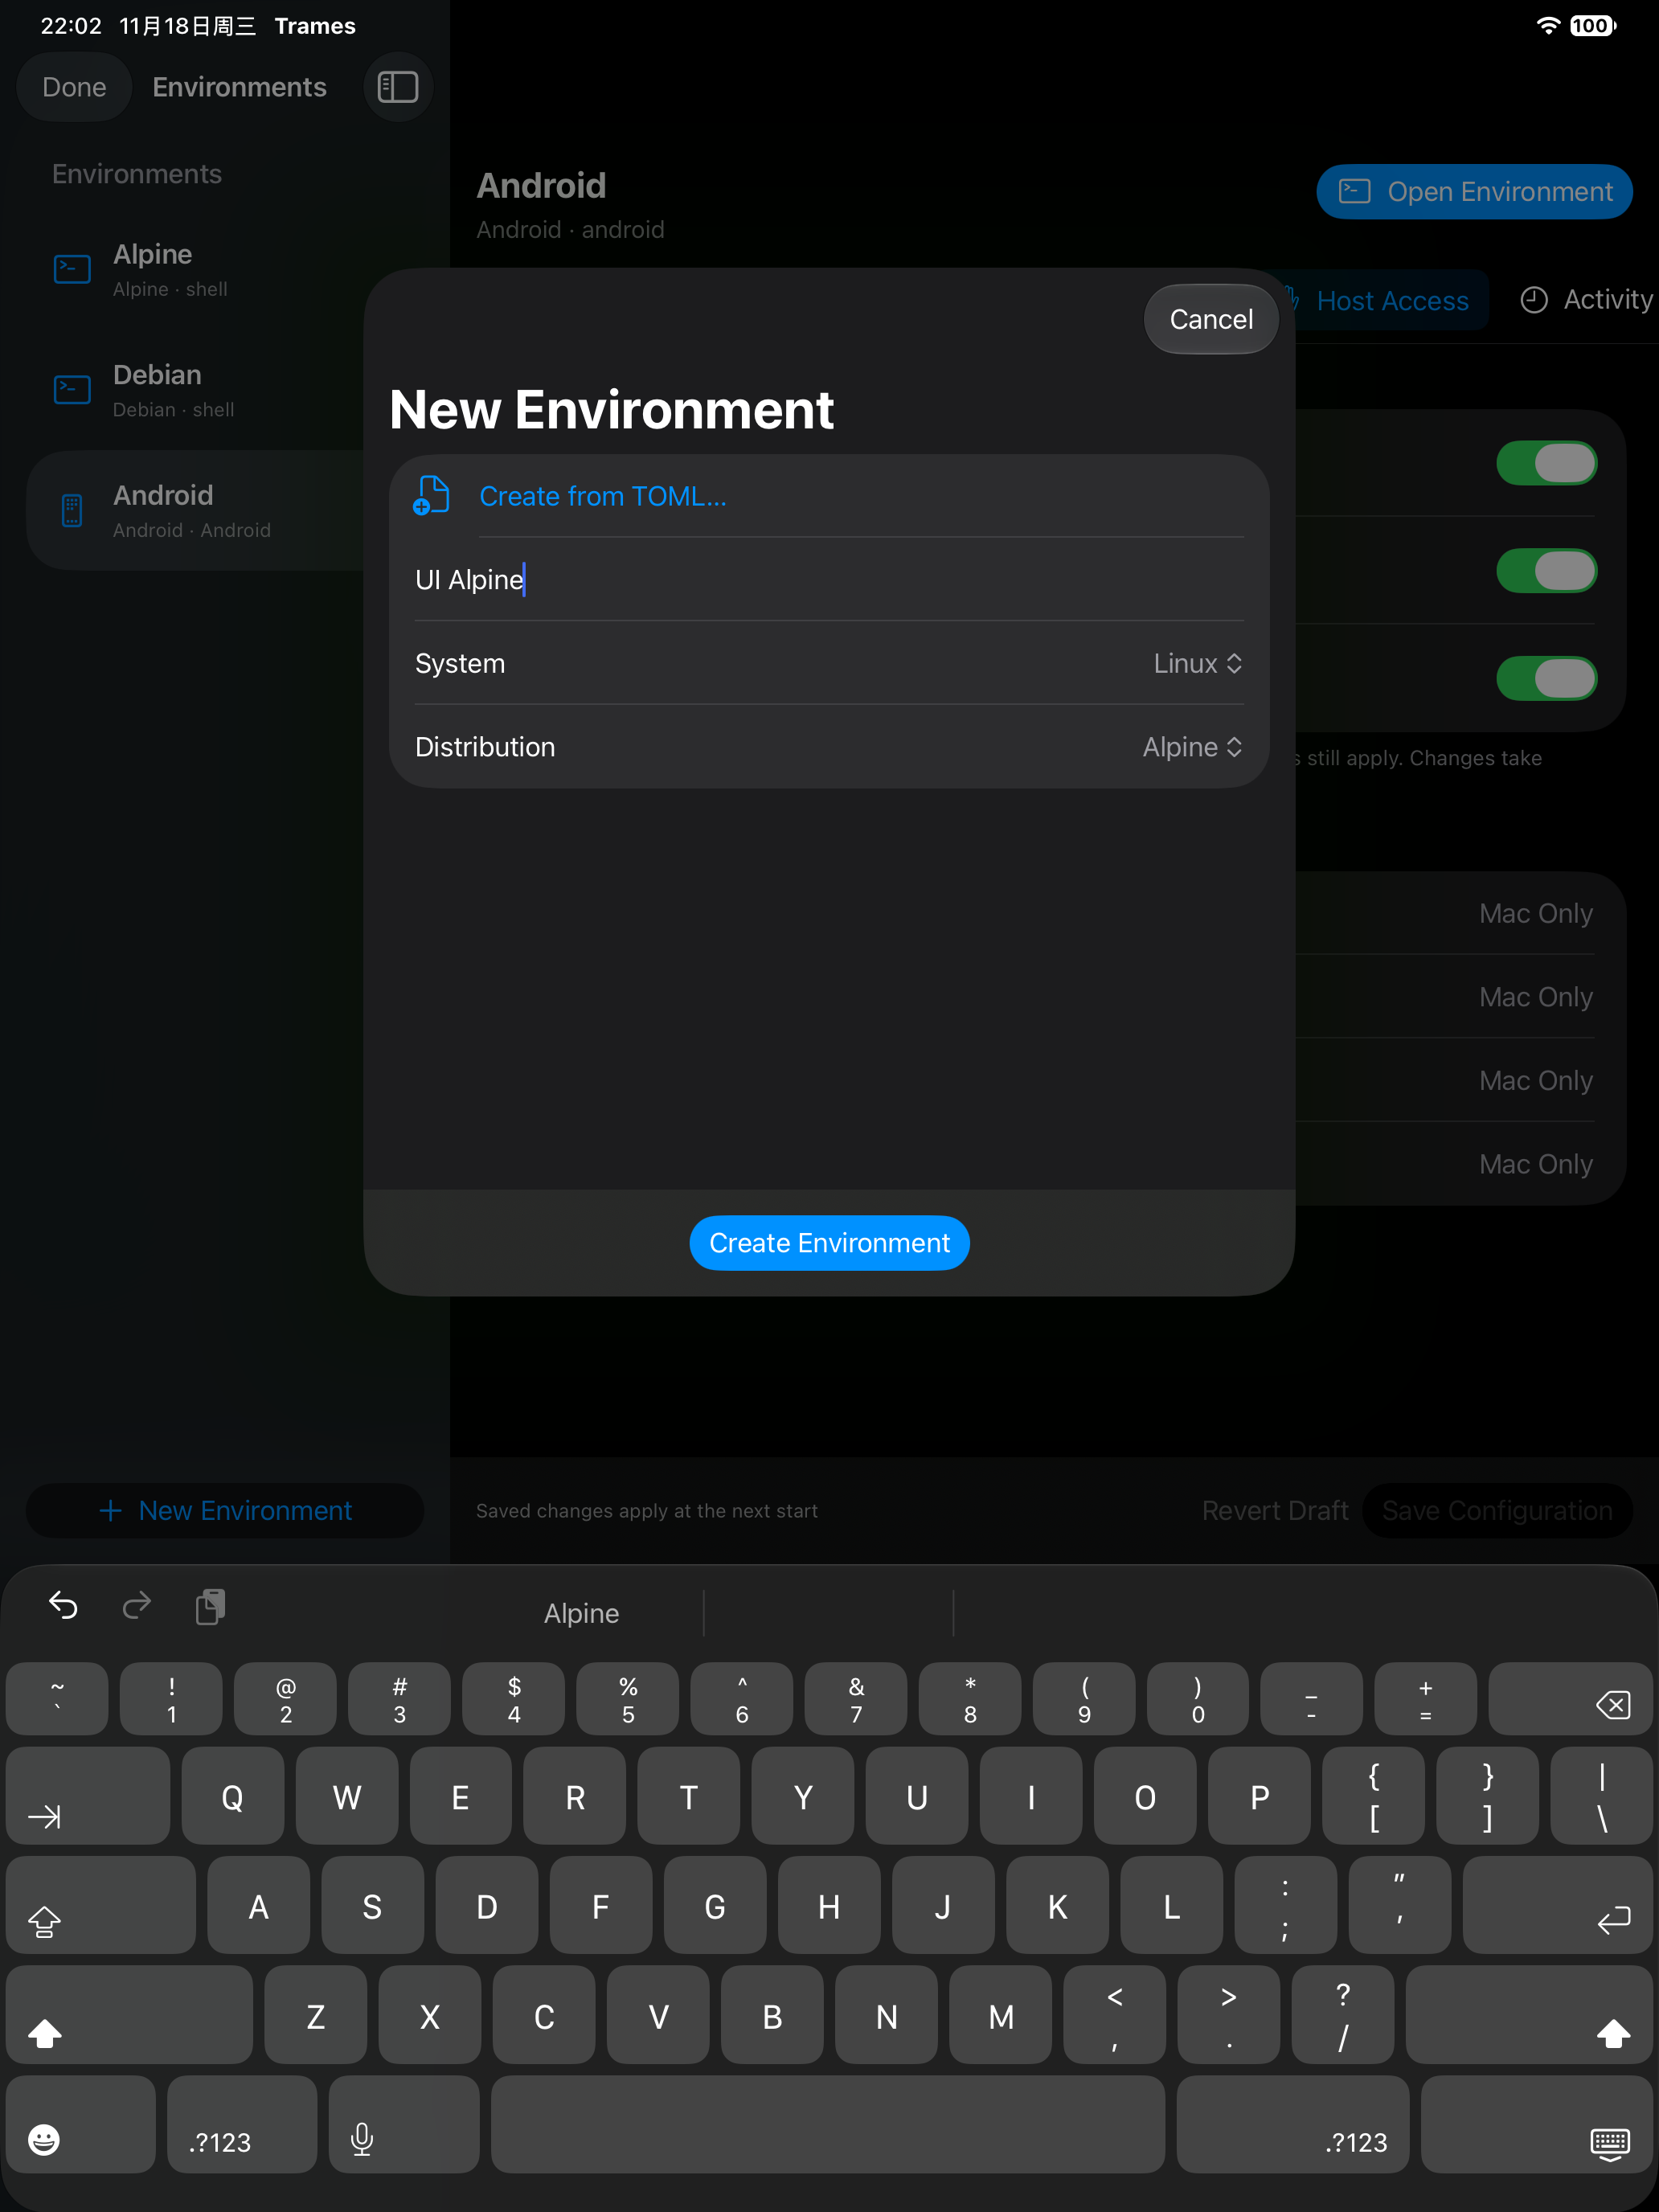 22:02 11月18日周三 Trames
100
Done Environments
Environments
Alpine
Alpine · shell
Debian
Debian · shell
Android
Android · Android
New Environment
Android
Android · android
Open Environment
Host Access
Activity
s still apply. Changes take
Mac Only
Mac Only
Mac Only
Mac Only
Saved changes apply at the next start
Revert Draft
Save Configuration
Cancel
New Environment
Create from TOML...
UI Alpine
System Linux
Distribution Alpine
Create Environment
Alpine
~ ! @ # $ % ^ & * ( ) _ +
` 1 2 3 4 5 6 7 8 9 0 - =
Q W E R T Y U I O P { } |
[ ] \
A S D F G H J K L : "
; '
Z X C V B N M < > ?
, . /
.?123 .?123